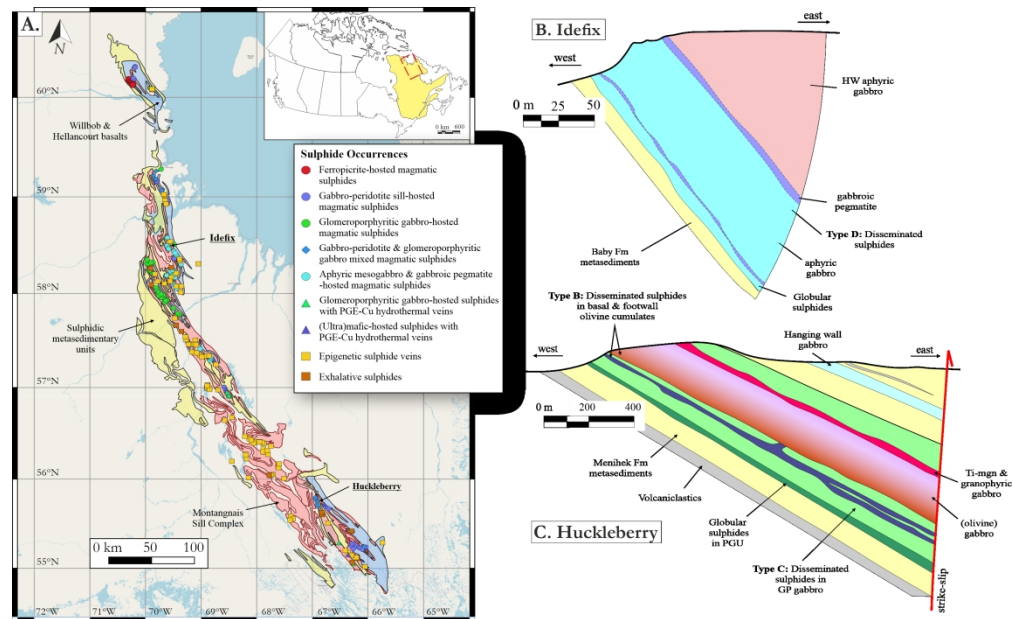 A.
N
60°N
59°N
58°N
57°N
56°N
55°N
72°W
71°W
70°W
69°W
68°W
67°W
66°W
65°W
Willbob &
Hellancourt basalts
Idefix
Sulphidic
metasedimentary
units
Montangnais
Sill Complex
Huckleberry
0 km 50 100
0 km 600
Sulphide Occurrences
Ferropicrite-hosted magmatic
sulphides
Gabbro-peridotite sill-hosted
magmatic sulphides
Glomeroporphyritic gabbro-hosted
magmatic sulphides
Gabbro-peridotite & glomeroporphyritic
gabbro mixed magmatic sulphides
Aphyric mesogabbro & gabbroic pegmatite
-hosted magmatic sulphides
Glomeroporphyritic gabbro-hosted sulphides
with PGE-Cu hydrothermal veins
(Ultra)mafic-hosted sulphides with
PGE-Cu hydrothermal veins
Epigenetic sulphide veins
Exhalative sulphides
B. Idefix
east
west
0 m 25 50
HW aphyric
gabbro
gabbroic
pegmatite
Type D: Disseminated
sulphides
aphyric
gabbro
Globular
sulphides
Baby Fm
metasediments
Type B: Disseminated sulphides
in basal & footwall
olivine cumulates
Hanging wall
gabbro
west
east
0 m 200 400
Menihek Fm
metasediments
Volcaniclastics
Globular
sulphides
in PGU
Type C: Disseminated
sulphides in
GP gabbro
Ti-mgn &
granophyric
gabbro
(olivine)
gabbro
strike-slip
C. Huckleberry